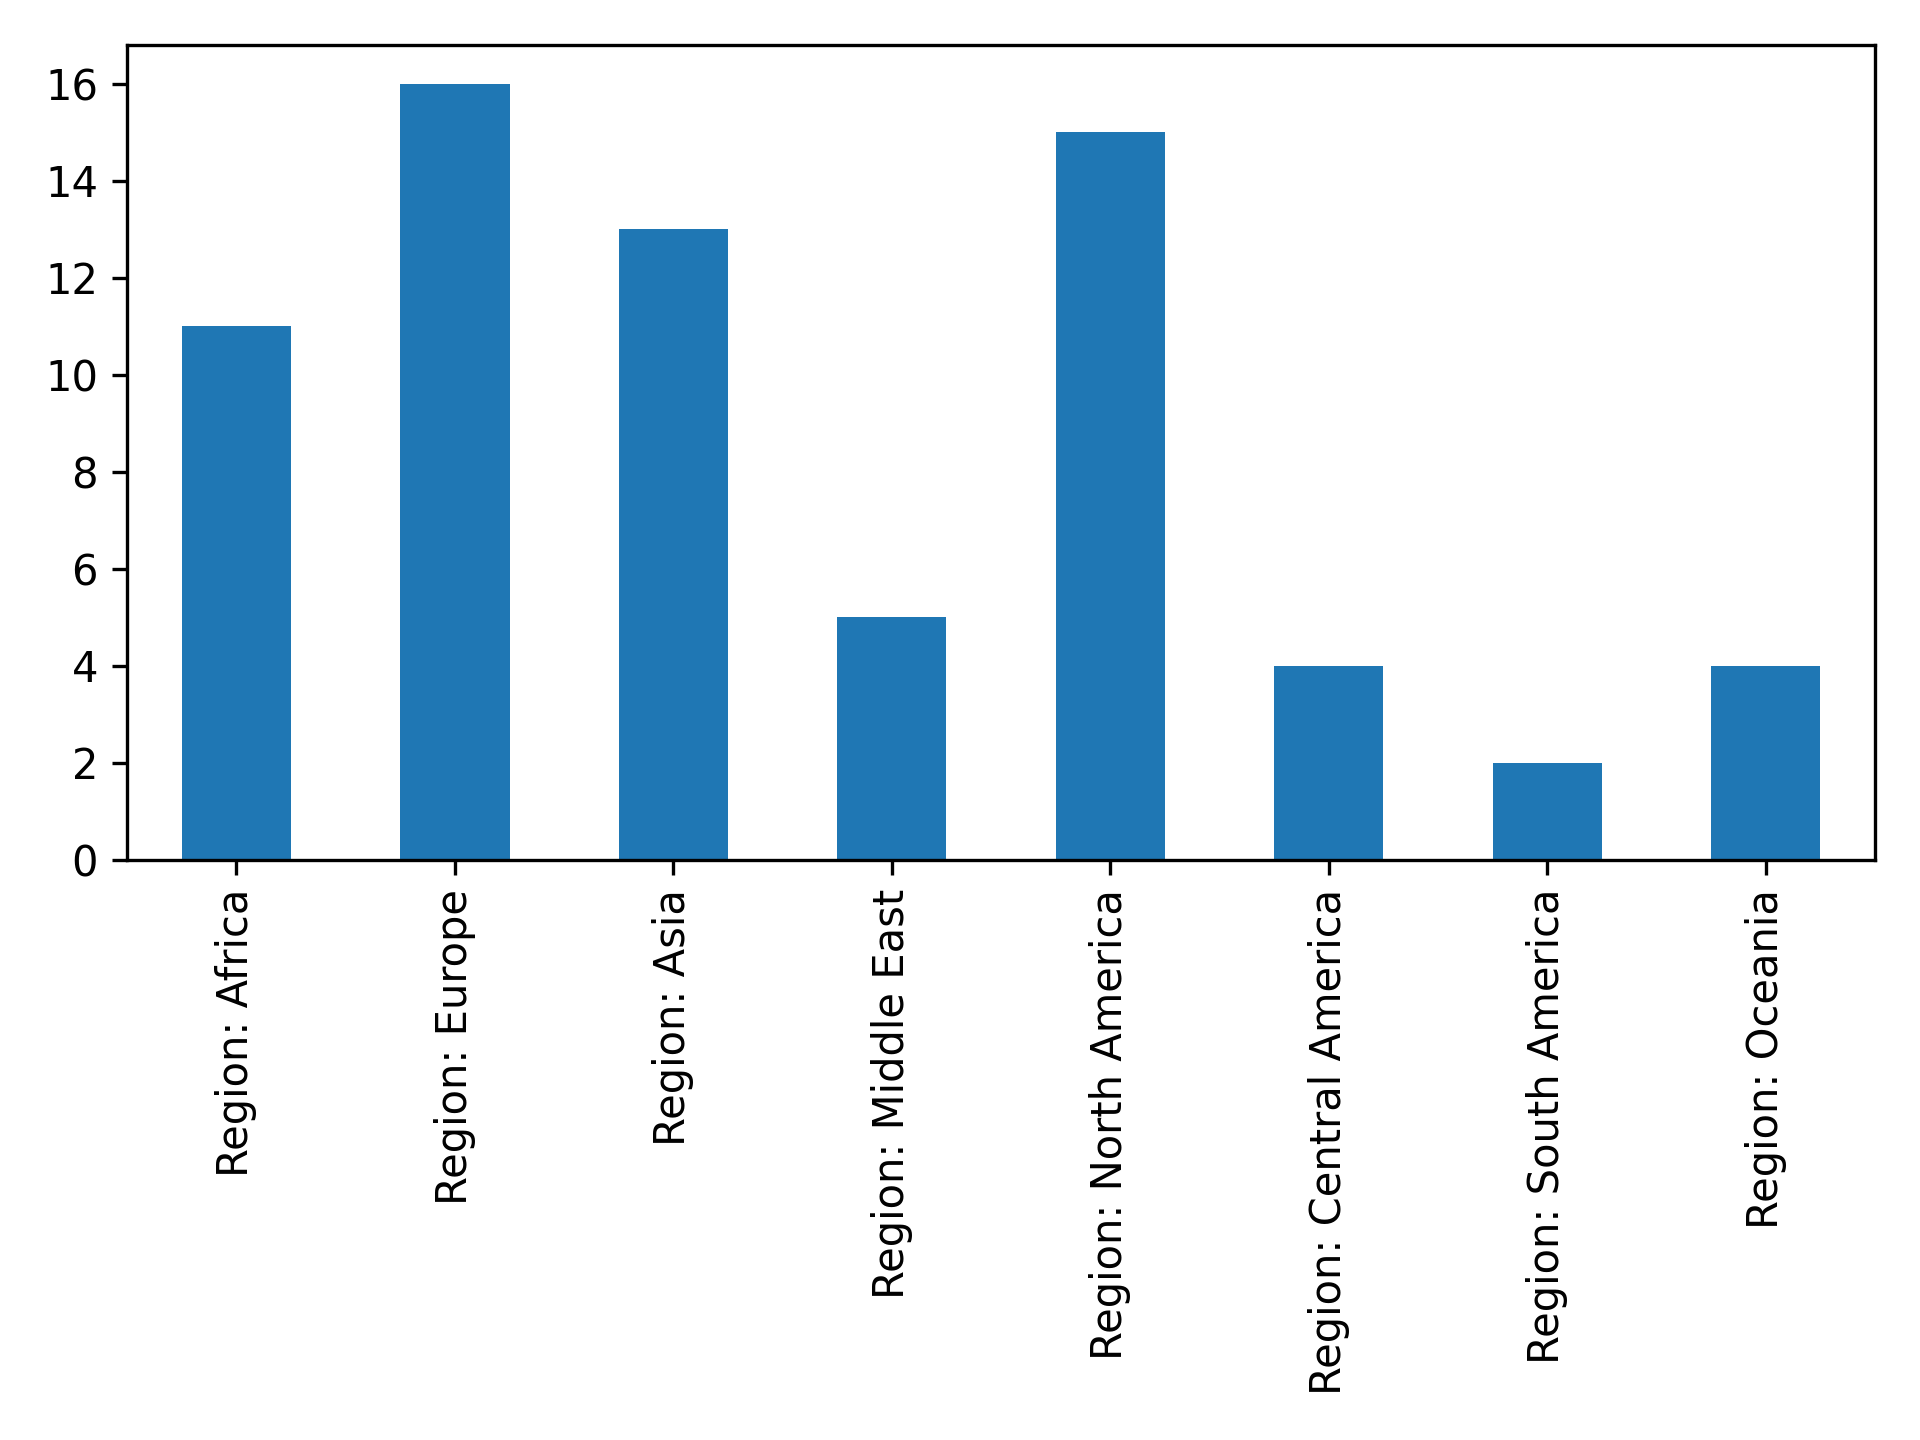 16
14
12
10
8
6
4
2
0
Region: Africa
Region: Europe
Region: Asia
Region: Middle East
Region: North America
Region: Central America
Region: South America
Region: Oceania